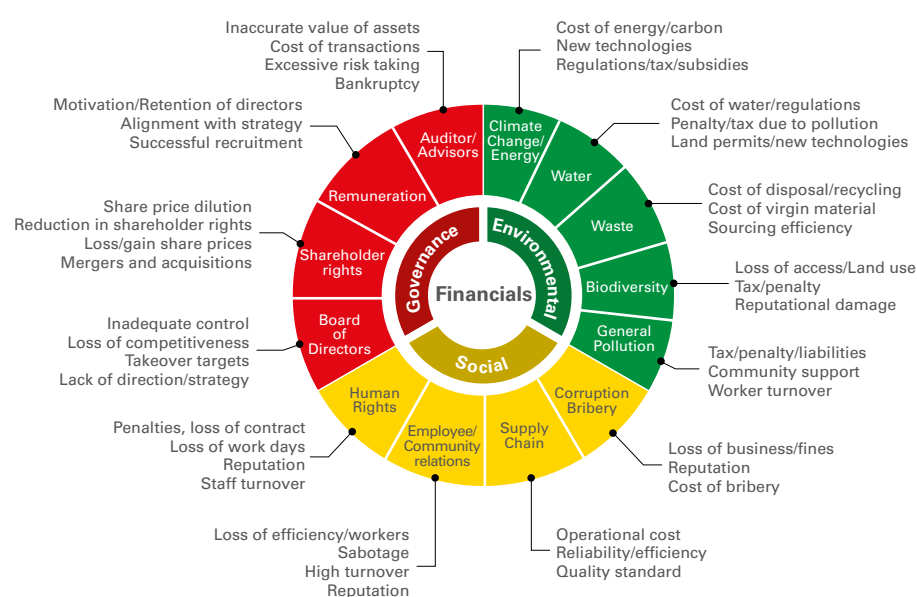 Inaccurate value of assets
Cost of transactions
Excessive risk taking
Bankruptcy
Cost of energy/carbon
New technologies
Regulations/tax/subsidies
Motivation/Retention of directors
Alignment with strategy
Successful recruitment
Cost of water/regulations
Penalty/tax due to pollution
Land permits/new technologies
Share price dilution
Reduction in shareholder rights
Loss/gain share prices
Mergers and acquisitions
Cost of disposal/recycling
Cost of virgin material
Sourcing efficiency
Inadequate control
Loss of competitiveness
Takeover targets
Lack of direction/strategy
Loss of access/Land use
Tax/penalty
Reputational damage
Penalties, loss of contract
Loss of work days
Reputation
Staff turnover
Tax/penalty/liabilities
Community support
Worker turnover
Loss of efficiency/workers
Sabotage
High turnover
Reputation
Operational cost
Reliability/efficiency
Quality standard
Loss of business/fines
Reputation
Cost of bribery
Auditor/
Advisors
Climate
Change/
Energy
Remuneration
Water
Shareholder
rights
Waste
Board
of
Directors
Biodiversity
General
Pollution
Human
Rights
Employee/
Community
relations
Supply
Chain
Corruption
Bribery
Governance
Environmental
Social
Financials